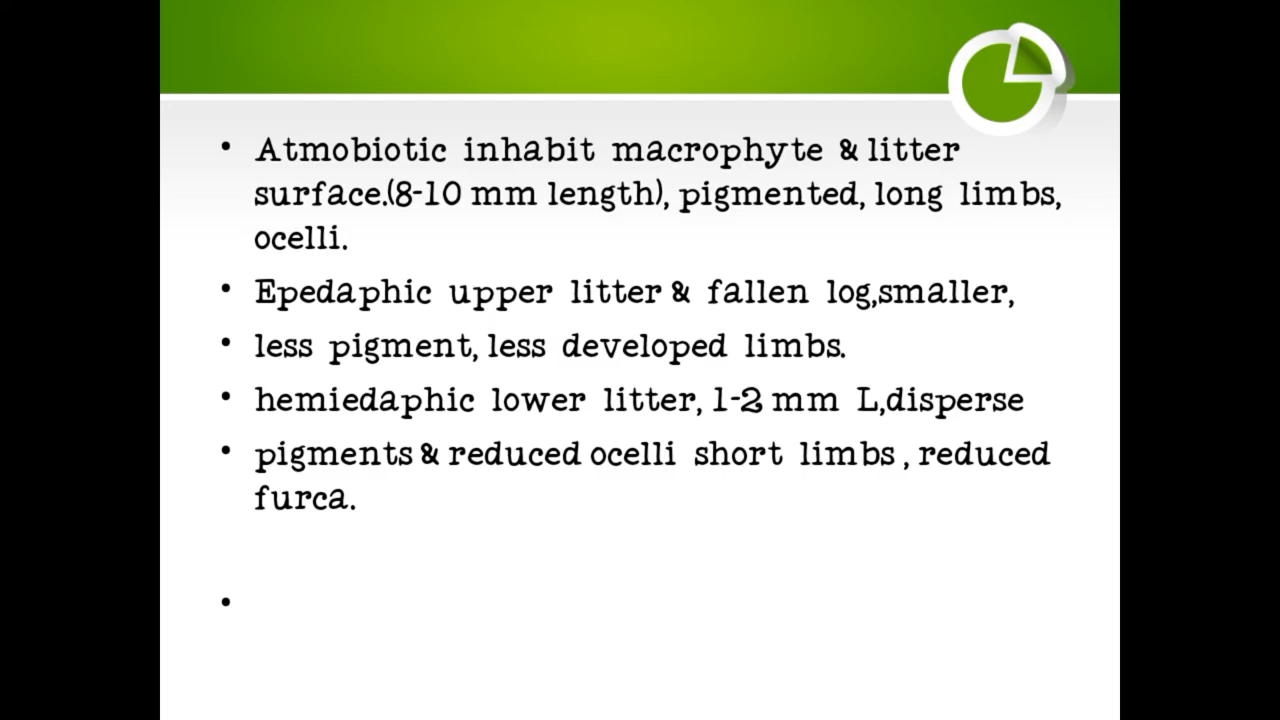 • Atmobiotic inhabit macrophyte & litter
surface.(8-10 mm length), pigmented, long limbs,
ocelli.
• Epedaphic upper litter & fallen log,smaller,
• less pigment, less developed limbs.
• hemiedaphic lower litter, 1-2 mm L,disperse
• pigments & reduced ocelli short limbs , reduced
furca.
•